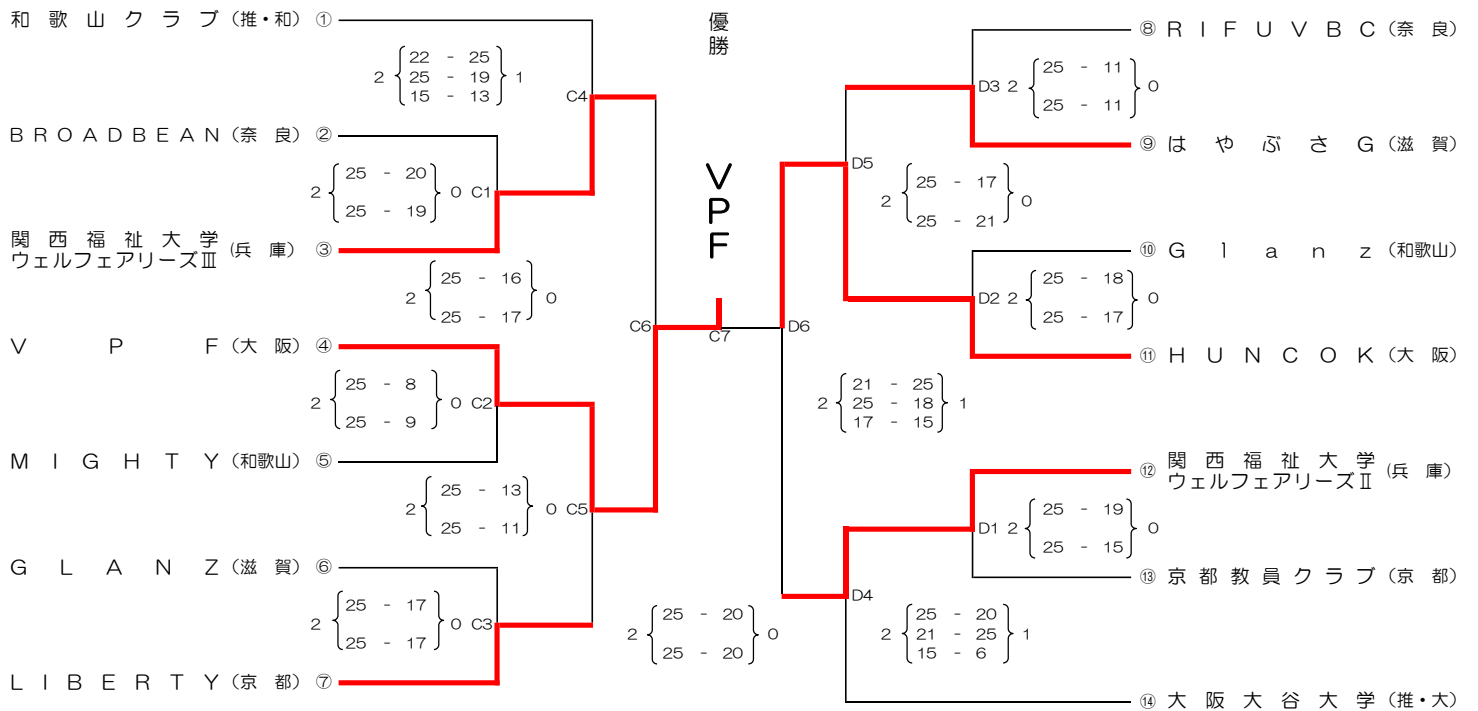 和歌山クラブ（推・和） ①
22 - 25
2 25 - 19 1
15 - 13
C4
BROADBEAN（奈 良） ②
25 - 20
2 0 C1
25 - 19
関西福祉大学
ウェルフェアリーズⅢ （兵 庫） ③
25 - 16
2 0
25 - 17
C6
VPF（大 阪） ④
25 - 8
2 0 C2
25 - 9
MIGHTY（和歌山） ⑤
25 - 13
2 0 C5
25 - 11
GLANZ（滋 賀） ⑥
25 - 17
2 0 C3
25 - 17
LIBERTY（京 都） ⑦
優勝
VPF
C7
25 - 20
2 0
25 - 20
⑧ RIFUVBC（奈 良）
25 - 11
D3 2 0
25 - 11
⑨ はやぶさG（滋 賀）
D5
25 - 17
2 0
25 - 21
⑩ Glanz（和歌山）
25 - 18
D2 2 0
25 - 17
⑪ HUNCOK（大 阪）
D6
21 - 25
2 25 - 18 1
17 - 15
⑫ 関西福祉大学
ウェルフェアリーズⅡ （兵 庫）
25 - 19
D1 2 0
25 - 15
⑬ 京都教員クラブ（京 都）
D4
25 - 20
2 21 - 25 1
15 - 6
⑭ 大阪大谷大学（推・大）